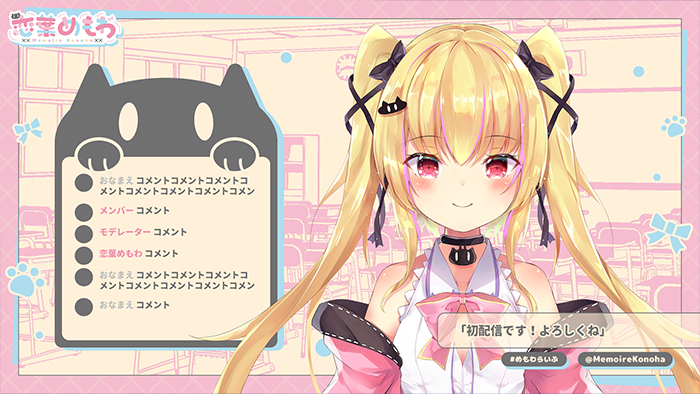 恋葉めもわ
××Memoire Konoha××
おなまえ コメントコメントコメントコ
メントコメントコメントコメントコメン
メンバー コメント
モデレーター コメント
恋葉めもわ コメント
おなまえ コメントコメントコメントコ
メントコメントコメントコメントコメン
おなまえ コメント
「初配信です！よろしくね」
#めもわらいぶ
@MemoireKonoha